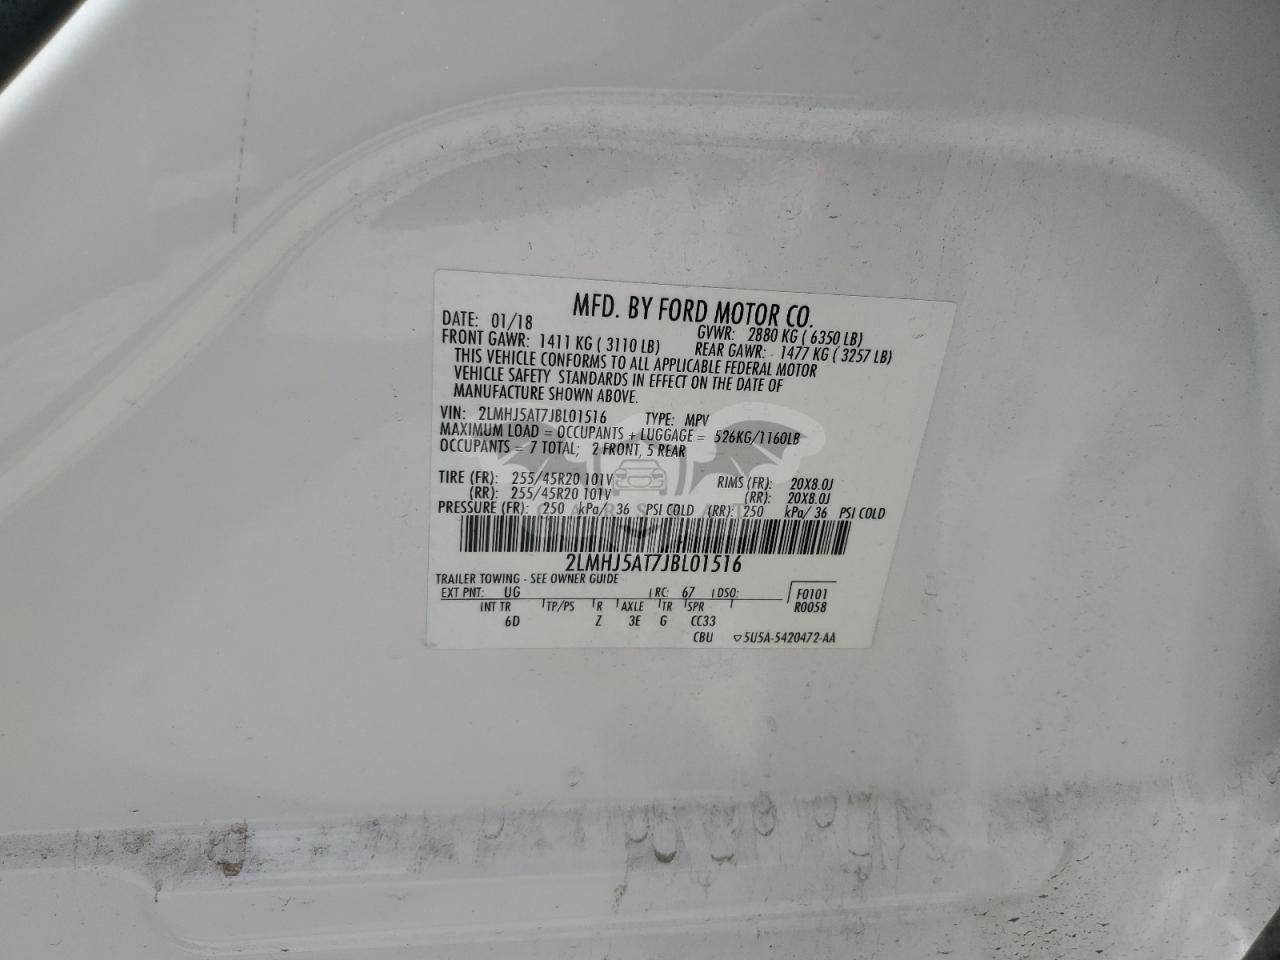 MFD. BY FORD MOTOR CO.
DATE: 01/18 GVWR: 2880 KG ( 6350 LB)
FRONT GAWR: 1411 KG ( 3110 LB) REAR GAWR: 1477 KG ( 3257 LB)
THIS VEHICLE CONFORMS TO ALL APPLICABLE FEDERAL MOTOR
VEHICLE SAFETY STANDARDS IN EFFECT ON THE DATE OF
MANUFACTURE SHOWN ABOVE.
VIN: 2LMHJ5AT7JBL01516 TYPE: MPV
MAXIMUM LOAD = OCCUPANTS + LUGGAGE = 526KG/1160LB
OCCUPANTS = 7 TOTAL; 2 FRONT, 5 REAR
TIRE (FR): 255/45R20 101V RIMS (FR): 20X8.0J
(RR): 255/45R20 101V (RR): 20X8.0J
PRESSURE (FR): 250 kPa/ 36 PSI COLD (RR): 250 kPa/ 36 PSI COLD
2LMHJ5AT7JBL01516
TRAILER TOWING - SEE OWNER GUIDE
EXT PNT: UG RC: 67 DSO: F0101
INT TR TP/PS R AXLE TR SPR R0058
6D Z 3E G CC33
CBU ▽5U5A-5420472-AA